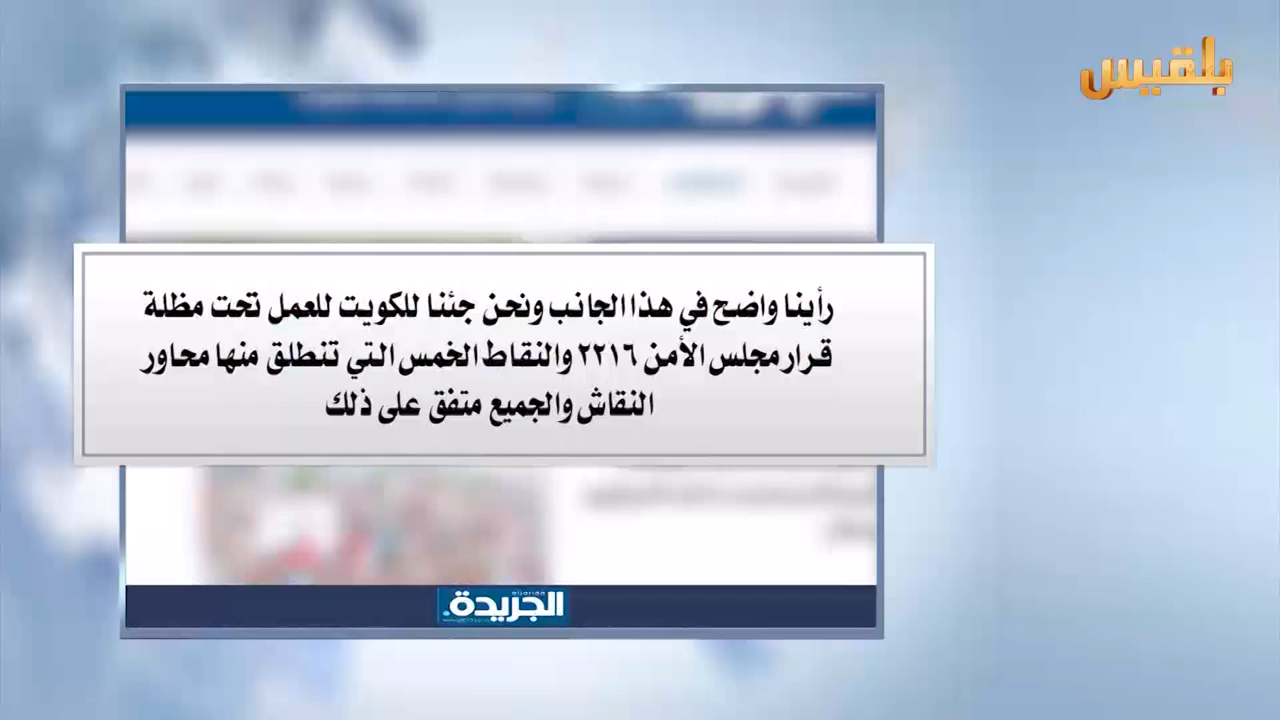 بلقيس
رأينا واضح في هذا الجانب ونحن جئنا للكويت للعمل تحت مظلة
قرار مجلس الأمن ٢٢١٦ والنقاط الخمس التي تنطلق منها محاور
النقاش والجميع متفق على ذلك
الجريدة.